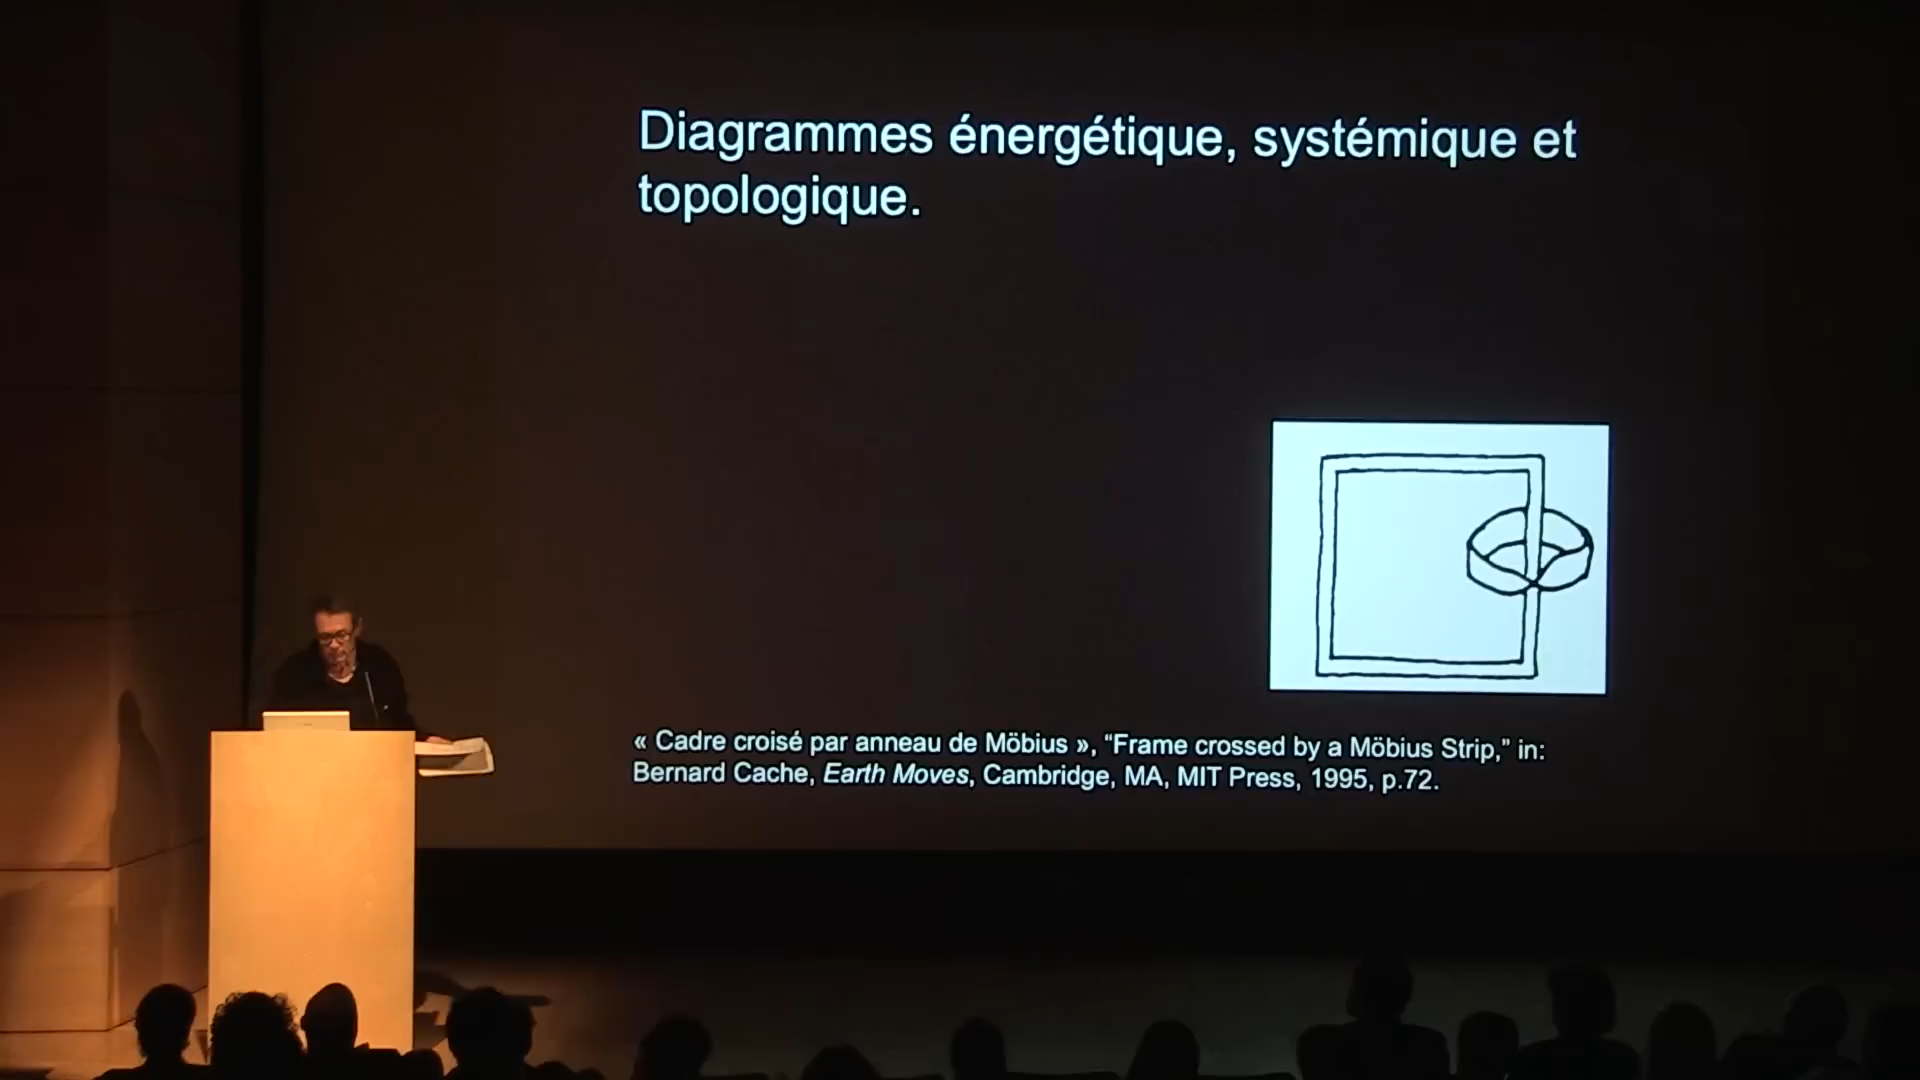 Diagrammes énergétique, systémique et
topologique.
« Cadre croisé par anneau de Möbius », “Frame crossed by a Möbius Strip,” in:
Bernard Cache, Earth Moves, Cambridge, MA, MIT Press, 1995, p.72.